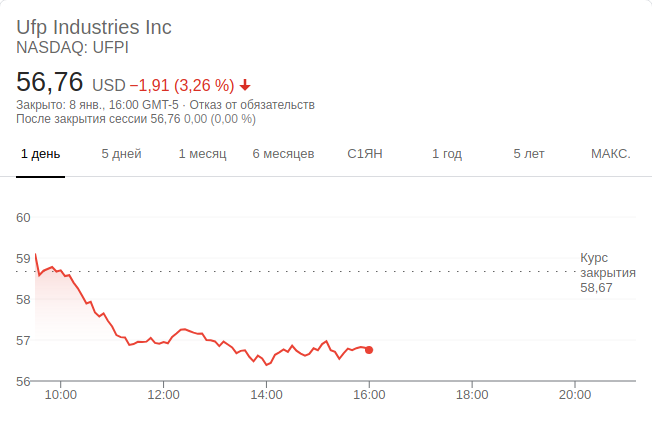 Ufp Industries Inc
NASDAQ: UFPI
56,76 USD −1,91 (3,26 %)
Закрыто: 8 янв., 16:00 GMT-5 · Отказ от обязательств
После закрытия сессии 56,76 0,00 (0,00 %)
1 день 5 дней 1 месяц 6 месяцев С1ЯН 1 год 5 лет МАКС.
60
59
58
57
56
Курс
закрытия
58,67
10:00 12:00 14:00 16:00 18:00 20:00